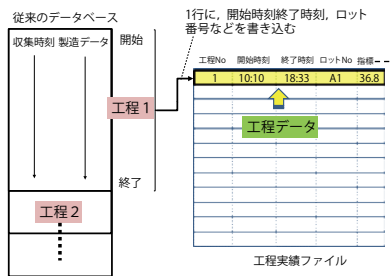 従来のデータベース
収集時刻 製造データ
開始
工程 1
終了
工程 2
1行に，開始時刻終了時刻，ロット
番号などを書き込む
工程No 開始時刻 終了時刻 ロットNo 指標
1 10:10 18:33 A1 36.8
工程データ
工程実績ファイル